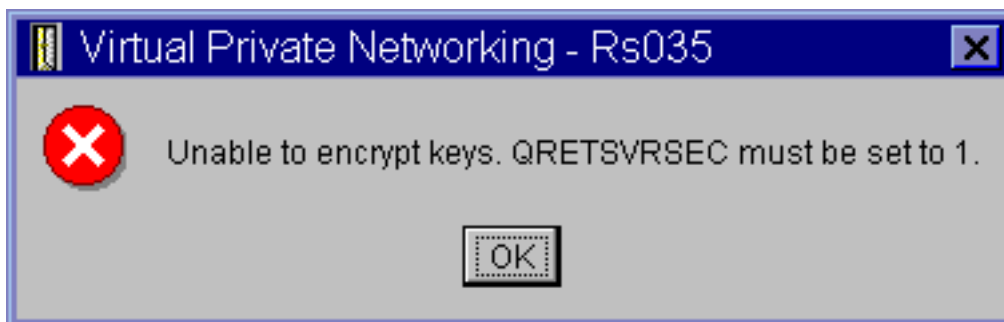 Virtual Private Networking - Rs035
Unable to encrypt keys. QRETSVRSEC must be set to 1.
OK